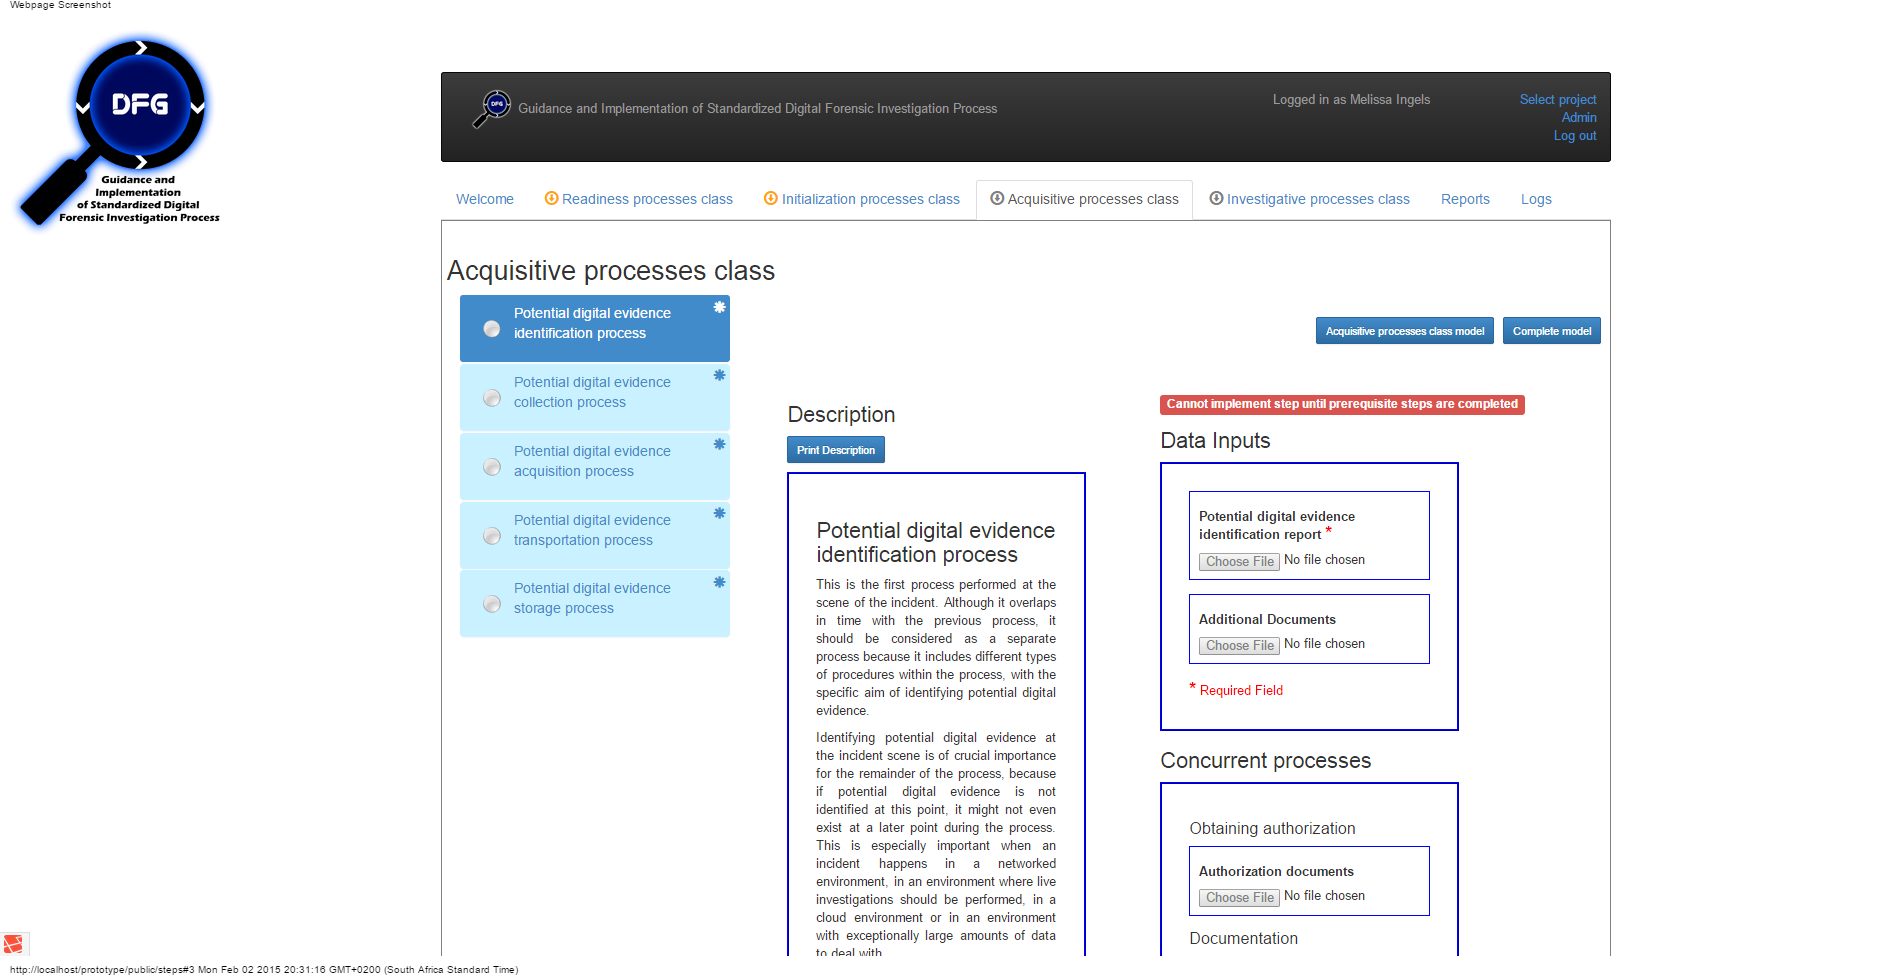 Webpage Screenshot
DFG
Guidance and
Implementation
of Standardized Digital
Forensic Investigation Process
DFG
Guidance and Implementation of Standardized Digital Forensic Investigation Process
Logged in as Melissa Ingels
Select project
Admin
Log out
Welcome
Readiness processes class
Initialization processes class
Acquisitive processes class
Investigative processes class
Reports
Logs
Acquisitive processes class
Potential digital evidence
identification process
Potential digital evidence
collection process
Potential digital evidence
acquisition process
Potential digital evidence
transportation process
Potential digital evidence
storage process
Acquisitive processes class model
Complete model
Description
Print Description
Potential digital evidence
identification process
This is the first process performed at the
scene of the incident. Although it overlaps
in time with the previous process, it
should be considered as a separate
process because it includes different types
of procedures within the process, with the
specific aim of identifying potential digital
evidence.
Identifying potential digital evidence at
the incident scene is of crucial importance
for the remainder of the process, because
if potential digital evidence is not
identified at this point, it might not even
exist at a later point during the process.
This is especially important when an
incident happens in a networked
environment, in an environment where live
investigations should be performed, in a
cloud environment or in an environment
with exceptionally large amounts of data
to deal with.
Cannot implement step until prerequisite steps are completed
Data Inputs
Potential digital evidence
identification report *
Choose File No file chosen
Additional Documents
Choose File No file chosen
* Required Field
Concurrent processes
Obtaining authorization
Authorization documents
Choose File No file chosen
Documentation
http://localhost/prototype/public/steps#3 Mon Feb 02 2015 20:31:16 GMT+0200 (South Africa Standard Time)